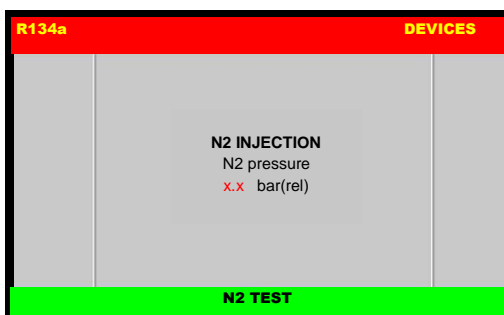 R134a DEVICES
N2 INJECTION
N2 pressure
x.x bar(rel)
N2 TEST